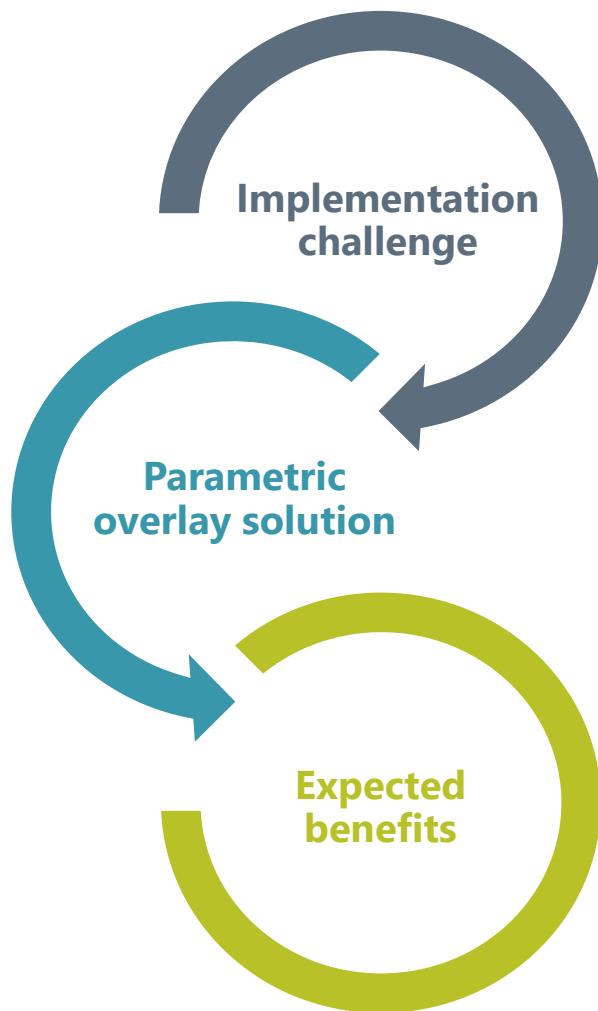 Implementation
challenge
Parametric
overlay solution
Expected
benefits